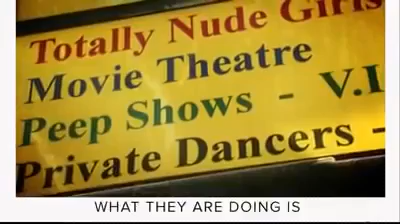 Totally Nude Girls
Movie Theatre
Peep Shows - V.I
Private Dancers -
WHAT THEY ARE DOING IS